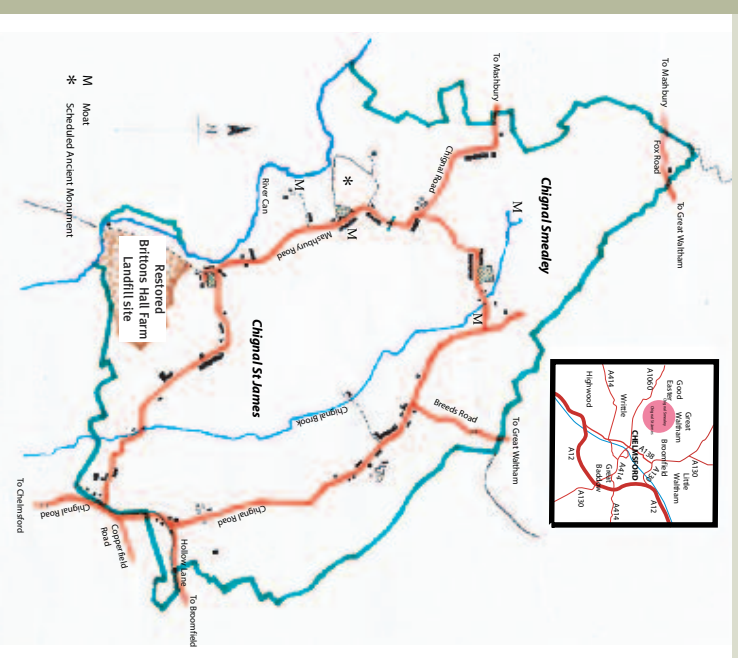 To Mashbury
Fox Road
To Great Waltham
To Mashbury
Chignal Road
Chignal Smealey
M
M
*
M
River Can
Mashbury Road
M
Breeds Road
To Great Waltham
Chignal St James
Chignal Brook
Restored
Brittons Hall Farm
Landfill site
Chignal Road
Hollow Lane
To Broomfield
Chignal Road
Copperfield
Road
To Chelmsford
M Moat
* Scheduled Ancient Monument
N
Good
Easter
Great
Waltham
Little
Waltham
A1060
A130
Broomfield
A138
CHELMSFORD
Writtle
A414
A414
Great
Baddow
Highwood
A12
A12
A130
A414